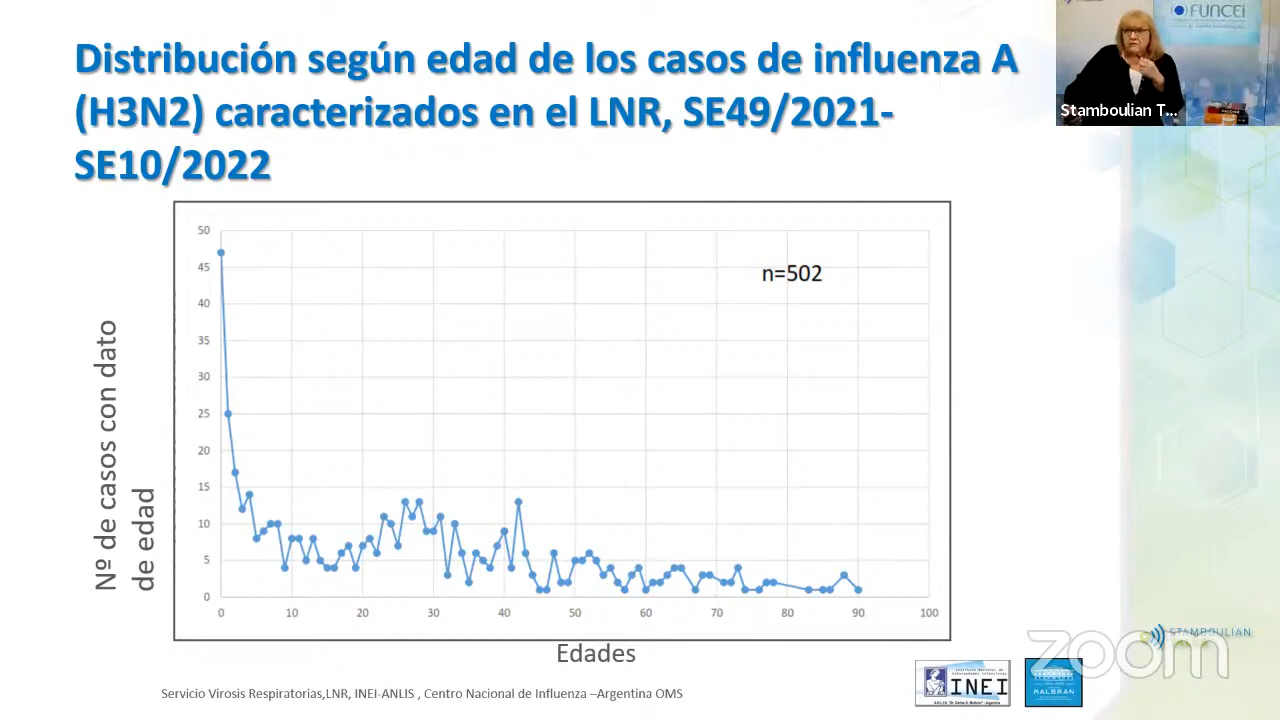 Distribución según edad de los casos de influenza A
(H3N2) caracterizados en el LNR, SE49/2021-
SE10/2022
FUNCEI
Stamboulian T...
Nº de casos con dato
de edad
50
45
40
35
30
25
20
15
10
5
0
n=502
0 10 20 30 40 50 60 70 80 90 100
Edades
Servicio Virosis Respiratorias,LNR, INEI-ANLIS , Centro Nacional de Influenza –Argentina OMS
INEI
MALBRAN
STAMBOULIAN
zoom